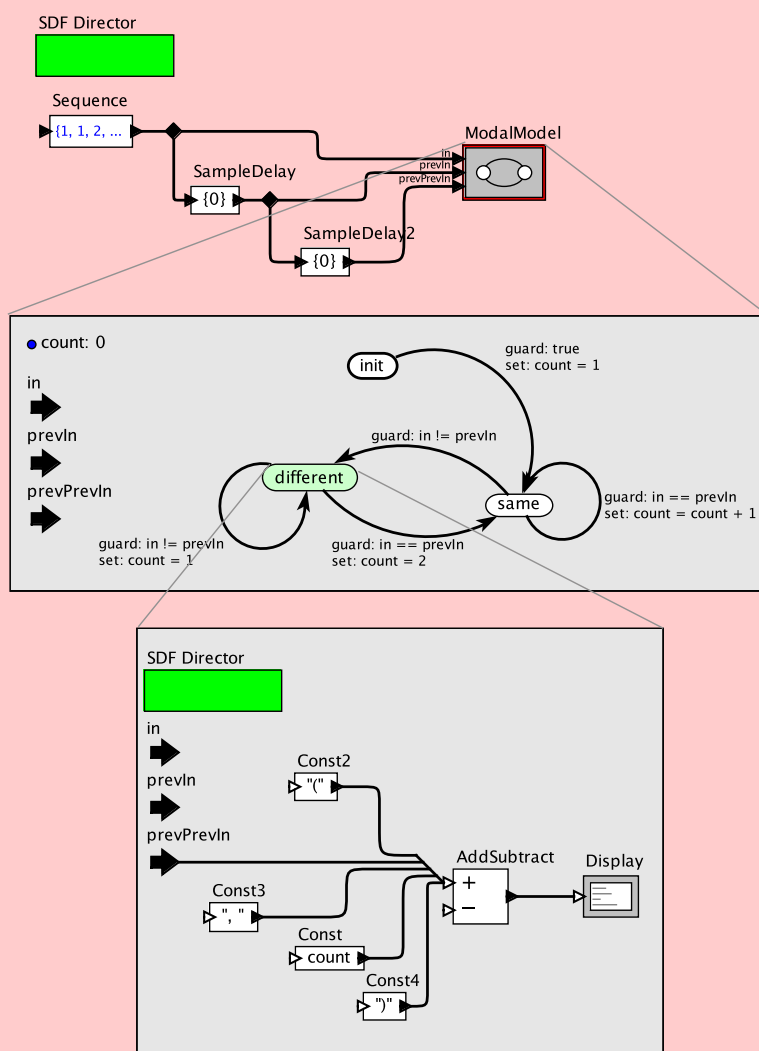 SDF Director
Sequence
{1, 1, 2, ...
SampleDelay
{0}
SampleDelay2
{0}
ModalModel
in
prevIn
prevPrevIn
count: 0
in
prevIn
prevPrevIn
init
guard: true
set: count = 1
guard: in != prevIn
different
same
guard: in == prevIn
set: count = count + 1
guard: in != prevIn
set: count = 1
guard: in == prevIn
set: count = 2
SDF Director
in
prevIn
prevPrevIn
Const2
"("
Const3
", "
Const
count
Const4
")"
AddSubtract
+
−
Display